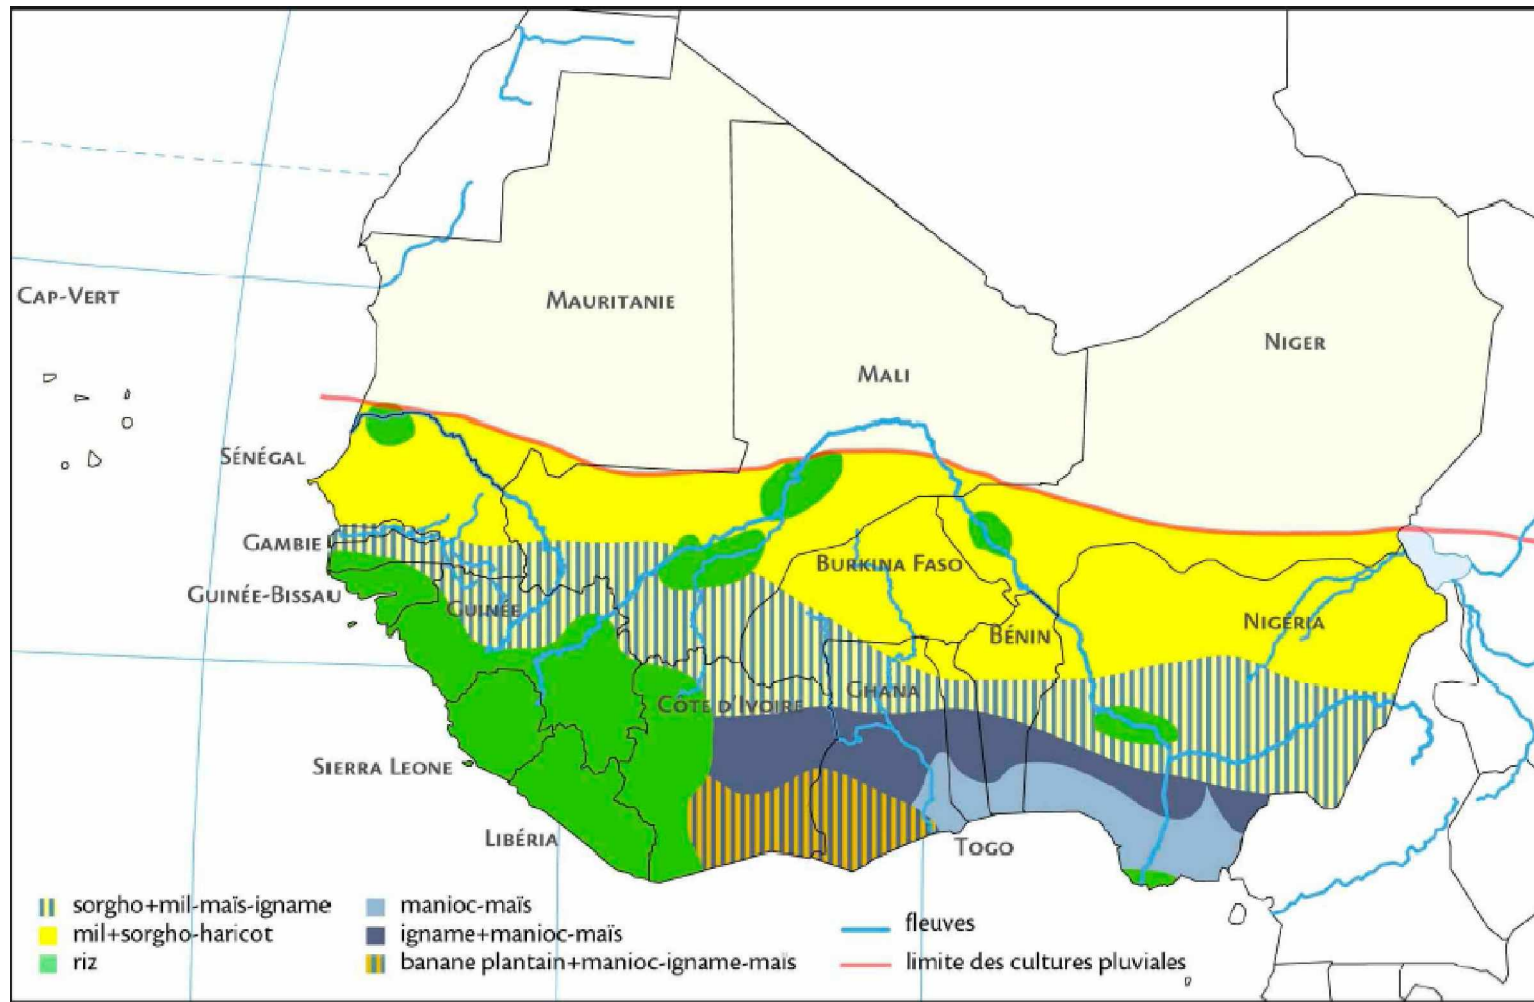 CAP-VERT
MAURITANIE
NIGER
MALI
SÉNÉGAL
GAMBIE
BURKINA FASO
GUINÉE-BISSAU
GUINÉE
BÉNIN
NIGÉRIA
GHANA
CÔTE D'IVOIRE
SIERRA LEONE
LIBÉRIA
TOGO
sorgho+mil-maïs-igname
mil+sorgho-haricot
riz
manioc-maïs
igname+manioc-maïs
banane plantain+manioc-igname-maïs
fleuves
limite des cultures pluviales